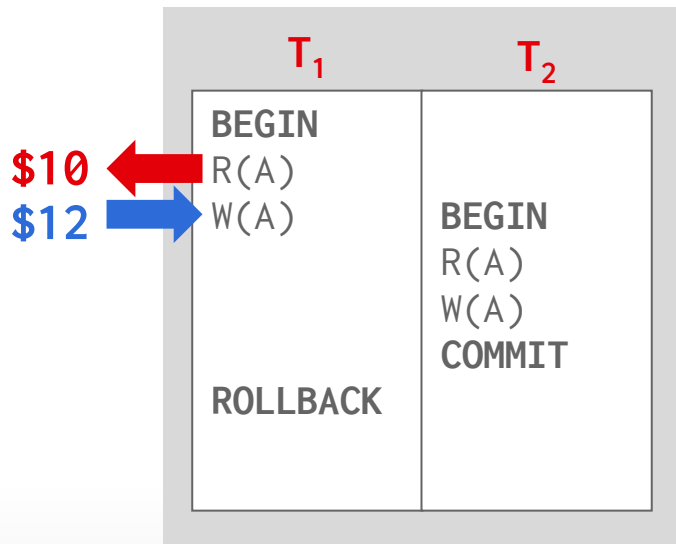 T₁ T₂
BEGIN
$10 R(A)
$12 W(A) BEGIN
R(A)
W(A)
COMMIT
ROLLBACK